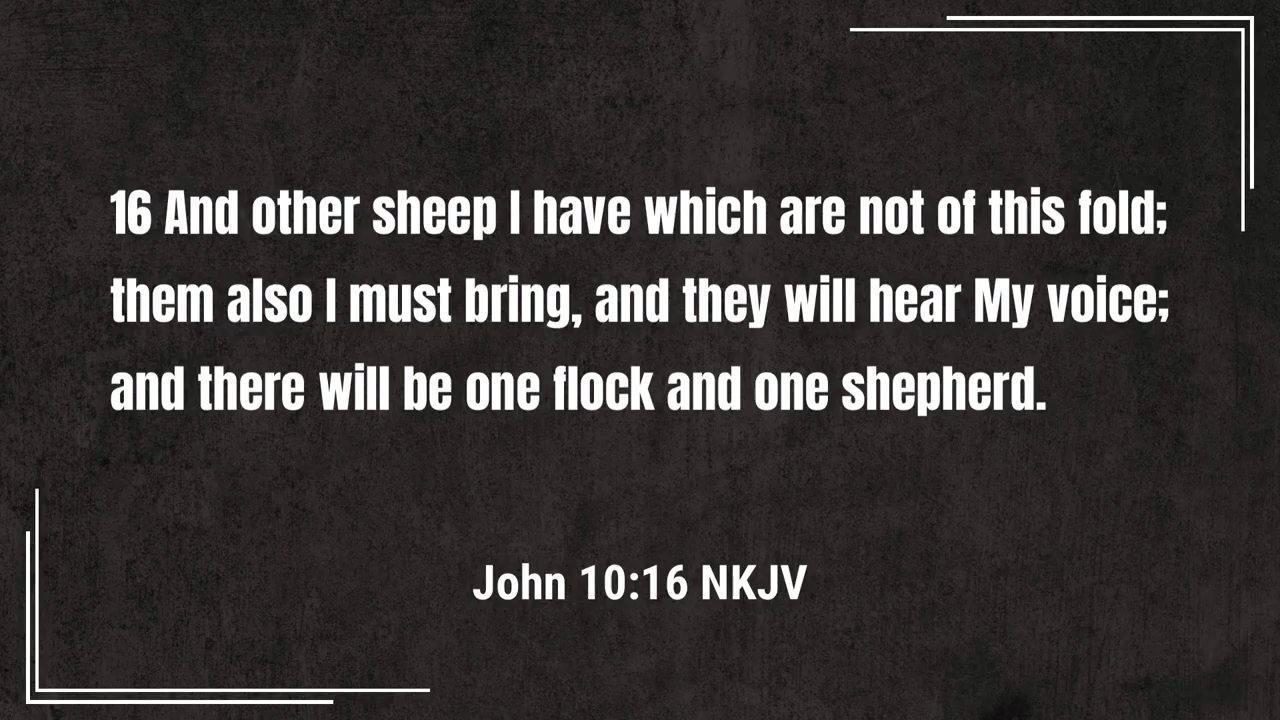 16 And other sheep I have which are not of this fold;
them also I must bring, and they will hear My voice;
and there will be one flock and one shepherd.
John 10:16 NKJV